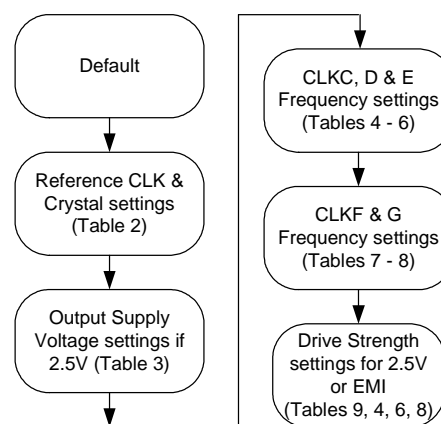 Default
Reference CLK &
Crystal settings
(Table 2)
Output Supply
Voltage settings if
2.5V (Table 3)
CLKC, D & E
Frequency settings
(Tables 4 - 6)
CLKF & G
Frequency settings
(Tables 7 - 8)
Drive Strength
settings for 2.5V
or EMI
(Tables 9, 4, 6, 8)